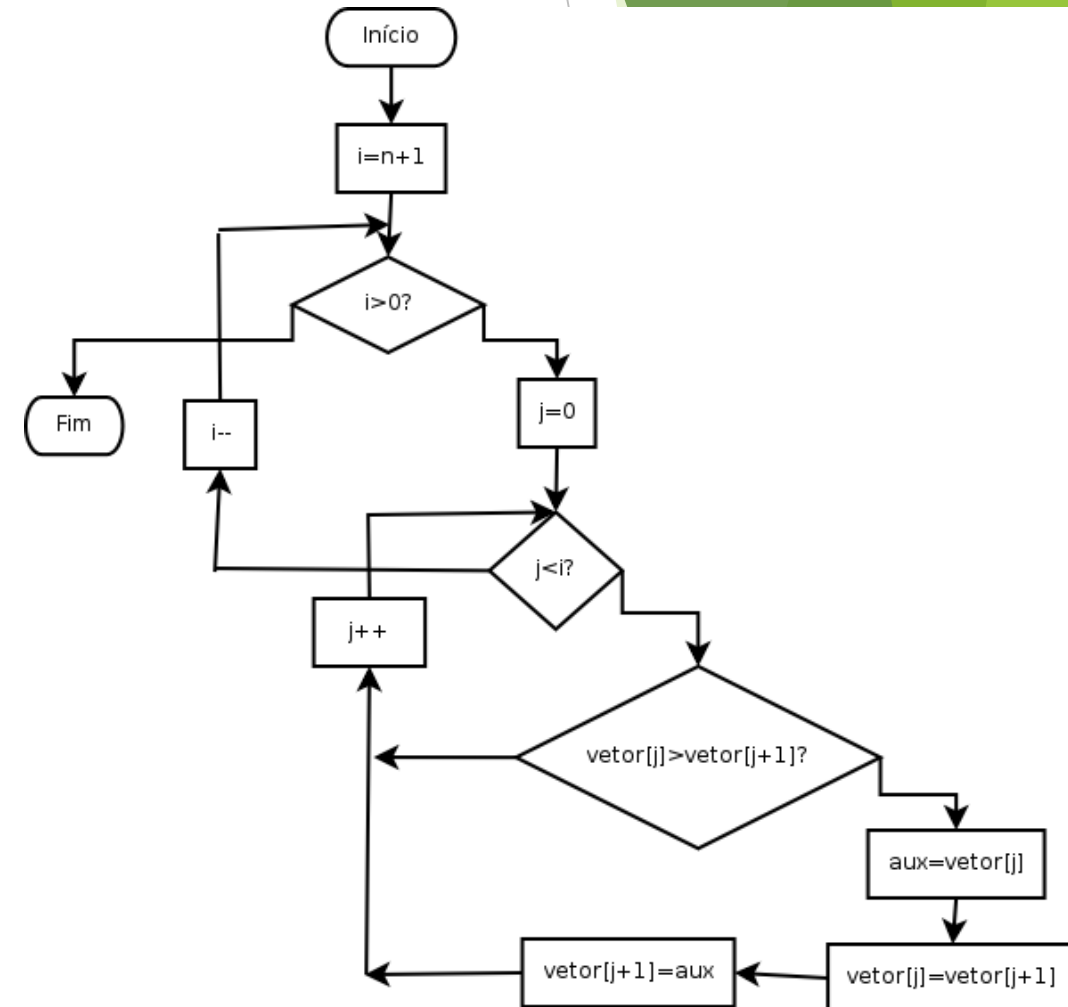 Início
i=n+1
i>0?
j=0
Fim
i--
j<i?
j++
vetor[j]>vetor[j+1]?
aux=vetor[j]
vetor[j]=vetor[j+1]
vetor[j+1]=aux